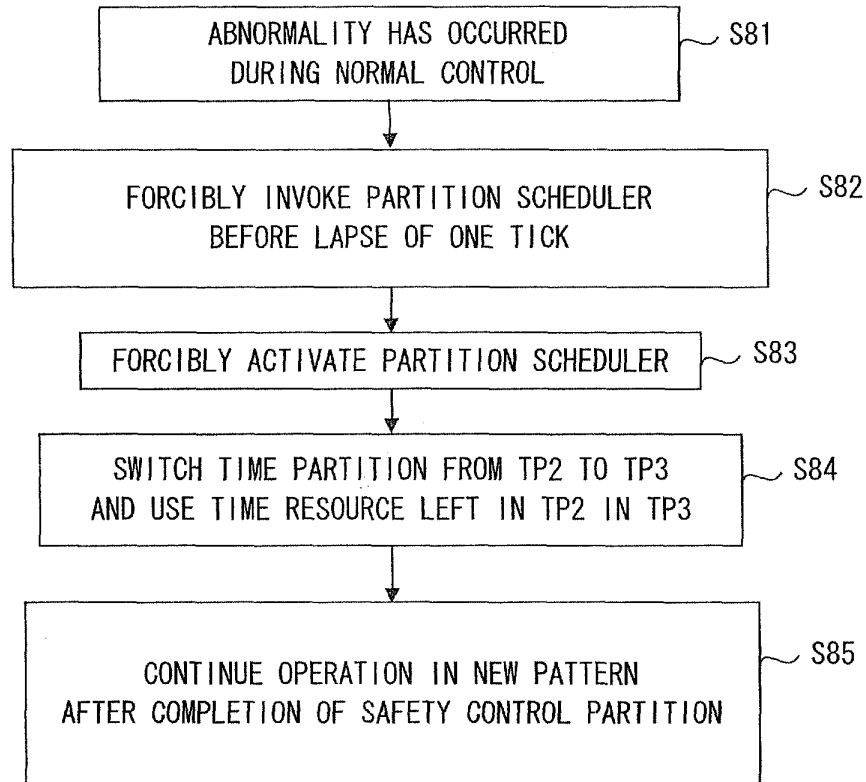 ABNORMALITY HAS OCCURRED
DURING NORMAL CONTROL
S81
FORCIBLY INVOKE PARTITION SCHEDULER
BEFORE LAPSE OF ONE TICK
S82
FORCIBLY ACTIVATE PARTITION SCHEDULER
S83
SWITCH TIME PARTITION FROM TP2 TO TP3
AND USE TIME RESOURCE LEFT IN TP2 IN TP3
S84
CONTINUE OPERATION IN NEW PATTERN
AFTER COMPLETION OF SAFETY CONTROL PARTITION
S85